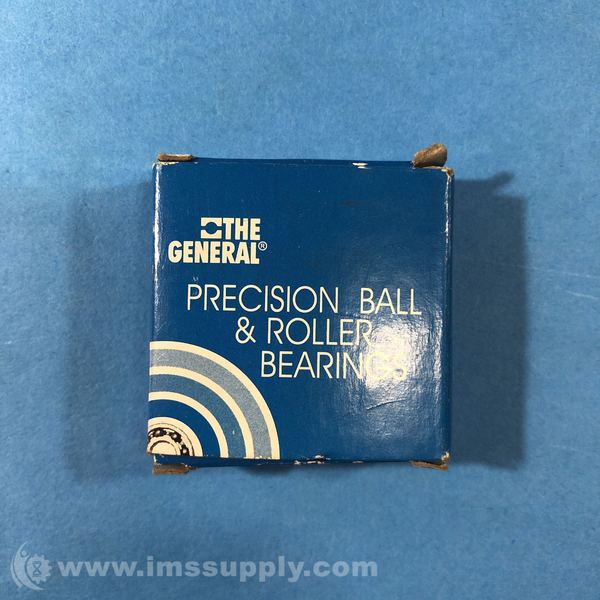 THE
GENERAL®
PRECISION BALL
& ROLLER
BEARINGS
www.imssupply.com